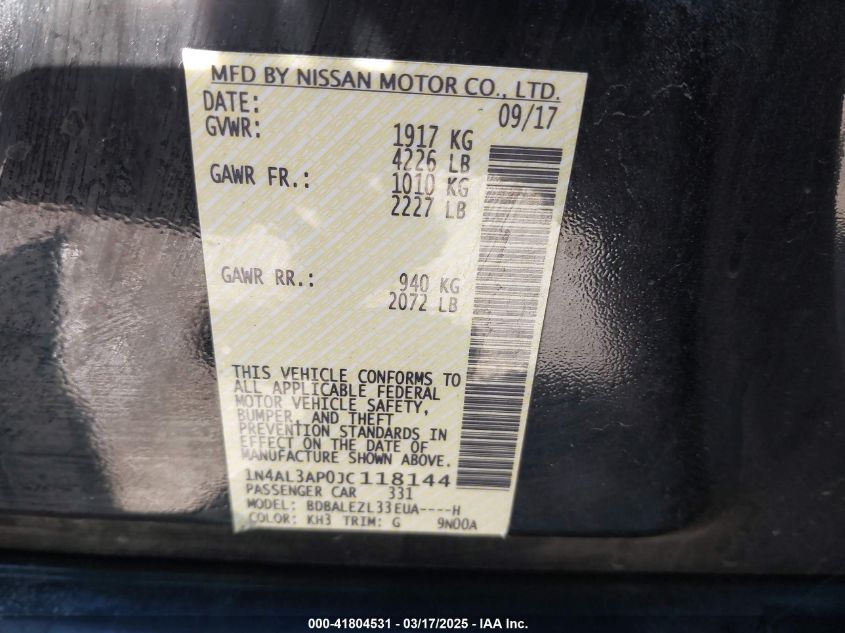 MFD BY NISSAN MOTOR CO., LTD.
DATE: 09/17
GVWR: 1917 KG
4226 LB
GAWR FR.: 1010 KG
2227 LB
GAWR RR.: 940 KG
2072 LB
THIS VEHICLE CONFORMS TO
ALL APPLICABLE FEDERAL
MOTOR VEHICLE SAFETY,
BUMPER, AND THEFT
PREVENTION STANDARDS IN
EFFECT ON THE DATE OF
MANUFACTURE SHOWN ABOVE.
1N4AL3AP0JC118144
PASSENGER CAR 331
MODEL: BDBALEZL33EUA----H
COLOR: KH3 TRIM: G 9N00A
000-41804531 - 03/17/2025 - IAA Inc.